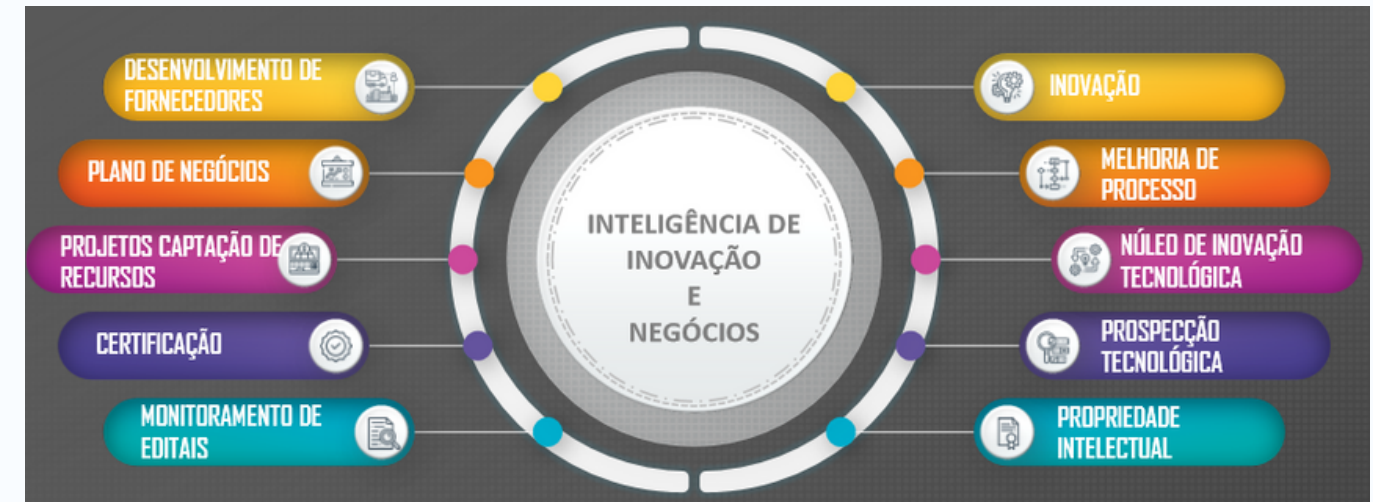 DESENVOLVIMENTO DE
FORNECEDORES
PLANO DE NEGÓCIOS
PROJETOS CAPTAÇÃO DE
RECURSOS
CERTIFICAÇÃO
MONITORAMENTO DE
EDITAIS
INTELIGÊNCIA DE
INOVAÇÃO
E
NEGÓCIOS
INOVAÇÃO
MELHORIA DE
PROCESSO
NÚLEO DE INOVAÇÃO
TECNOLÓGICA
PROSPECÇÃO
TECNOLÓGICA
PROPRIEDADE
INTELECTUAL